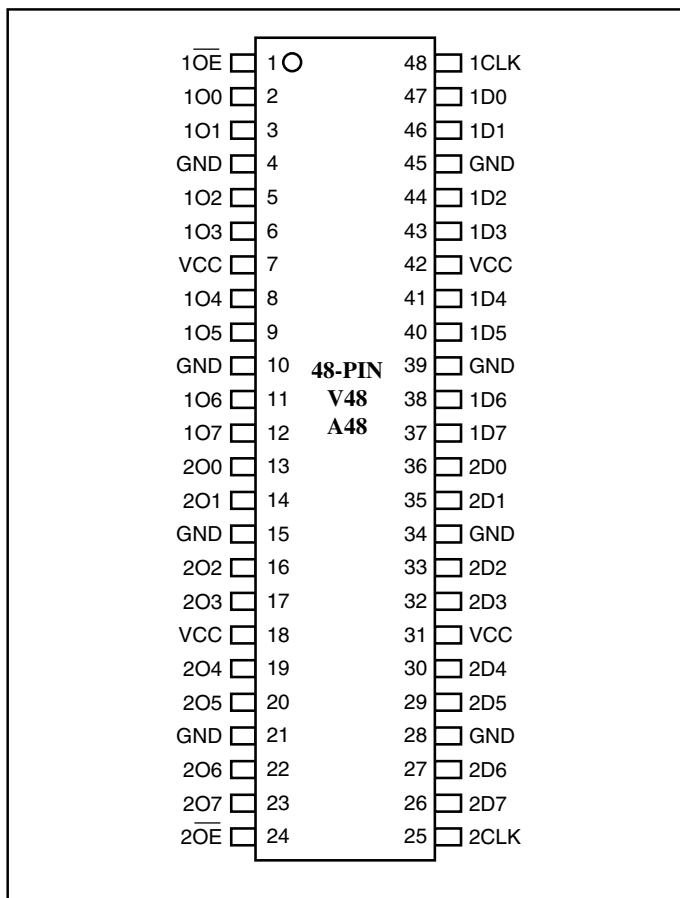 1O̅E̅ 1 48 1CLK
1O0 2 47 1D0
1O1 3 46 1D1
GND 4 45 GND
1O2 5 44 1D2
1O3 6 43 1D3
VCC 7 42 VCC
1O4 8 41 1D4
1O5 9 40 1D5
GND 10 48-PIN 39 GND
1O6 11 V48 38 1D6
1O7 12 A48 37 1D7
2O0 13 36 2D0
2O1 14 35 2D1
GND 15 34 GND
2O2 16 33 2D2
2O3 17 32 2D3
VCC 18 31 VCC
2O4 19 30 2D4
2O5 20 29 2D5
GND 21 28 GND
2O6 22 27 2D6
2O7 23 26 2D7
2O̅E̅ 24 25 2CLK